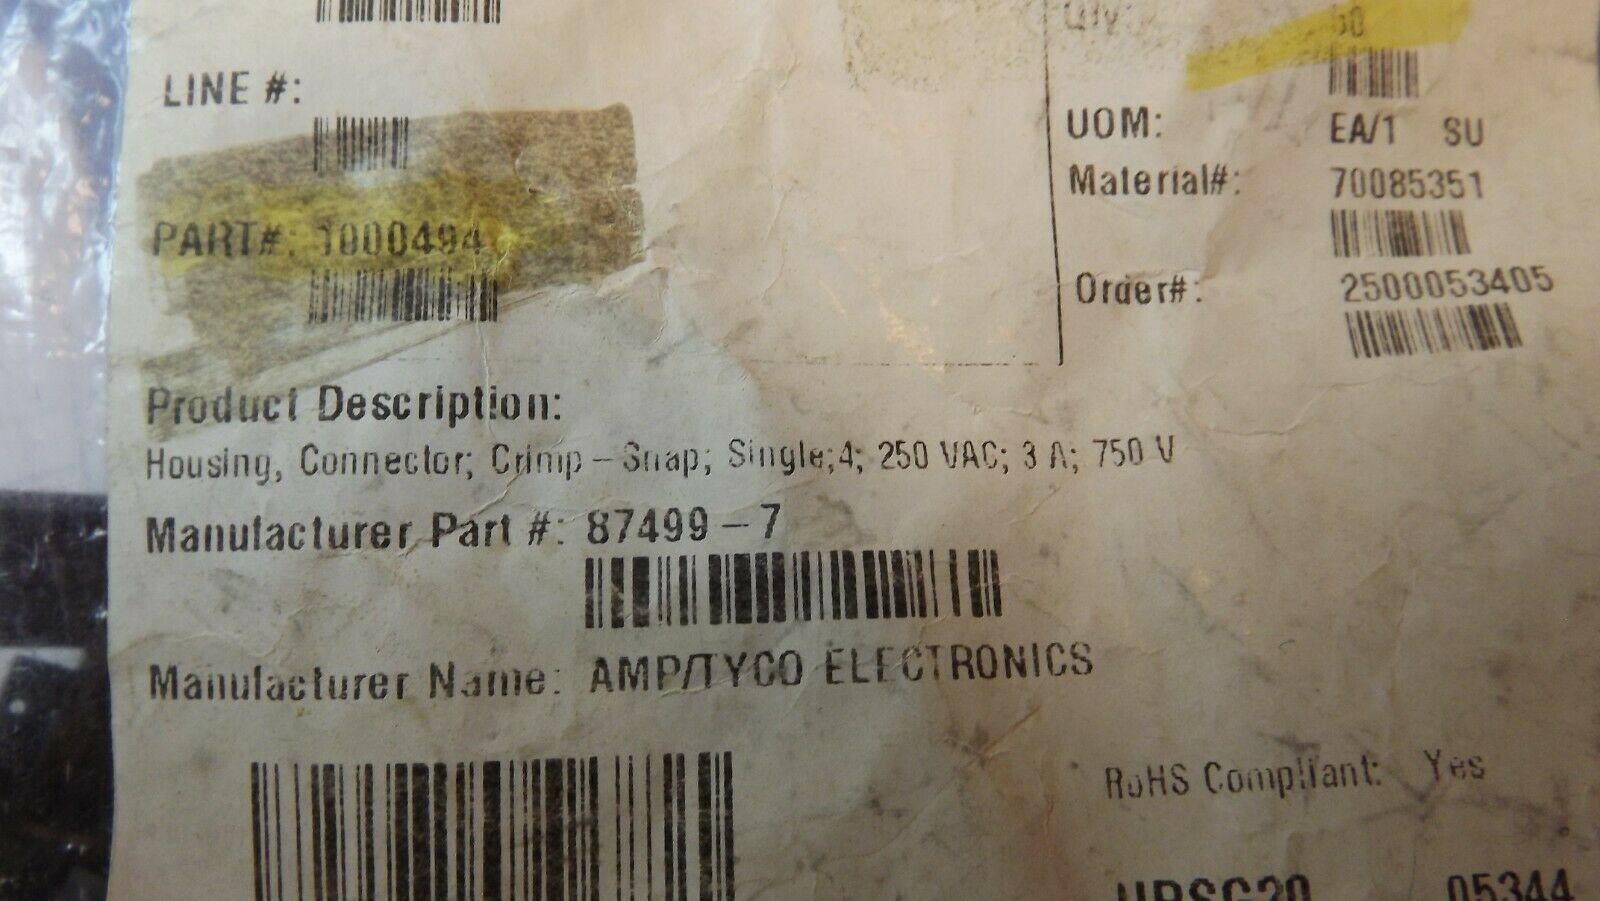 Qty:
LINE #:
UOM: EA/1 SU
Material#: 70085351
PART#: 1000494
Order#: 2500053405
Product Description:
Housing, Connector; Crimp-Snap; Single;4; 250 VAC; 3 A; 750 V
Manufacturer Part #: 87499-7
Manufacturer Name: AMP/TYCO ELECTRONICS
RoHS Compliant: Yes
05344